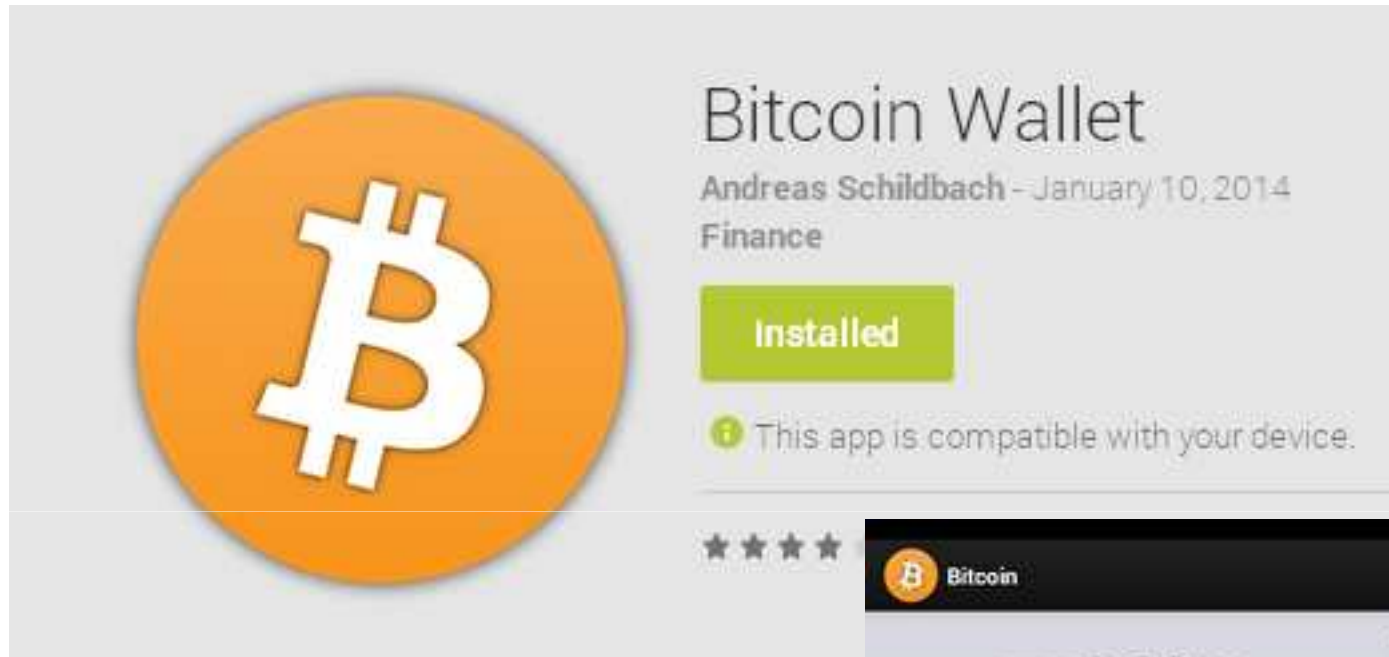 Bitcoin Wallet
Andreas Schildbach - January 10, 2014
Finance
Installed
This app is compatible with your device.
Bitcoin